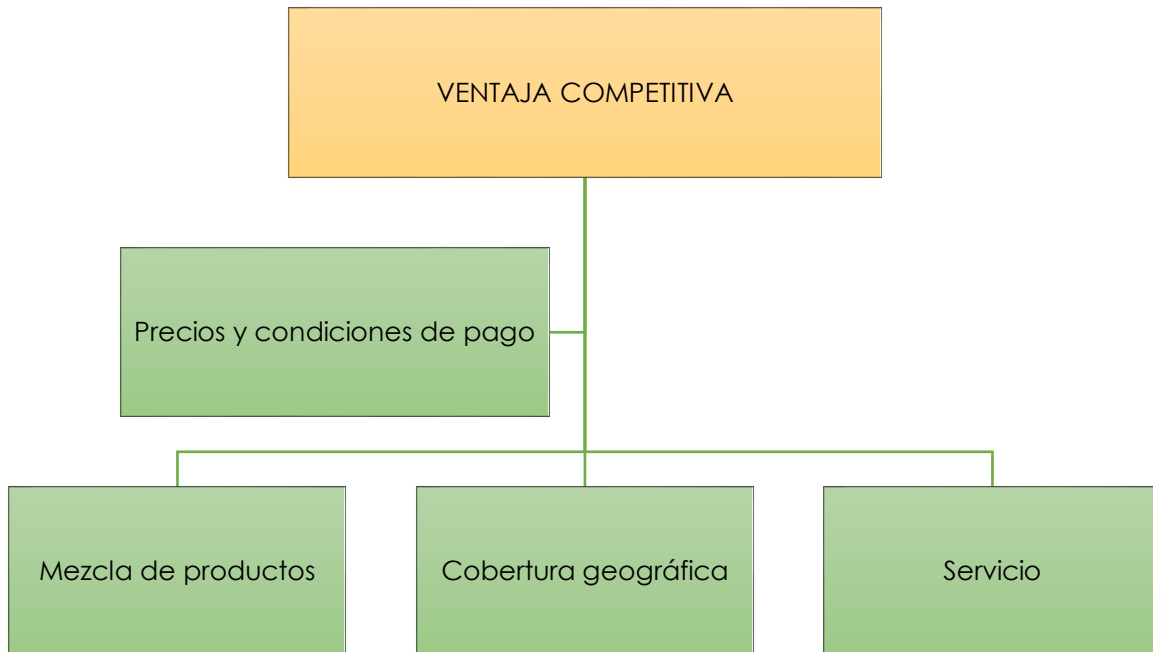 VENTAJA COMPETITIVA
Precios y condiciones de pago
Mezcla de productos
Cobertura geográfica
Servicio